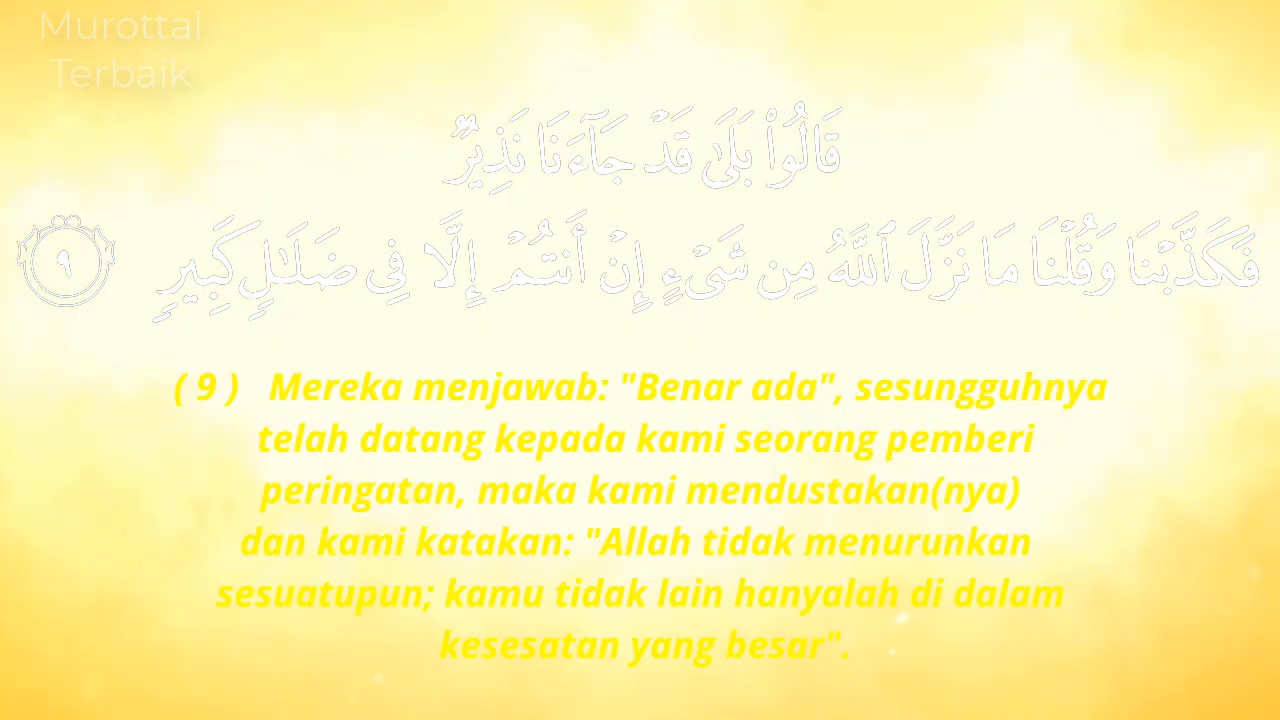 Murottal
Terbaik
قَالُوا۟ بَلَىٰ قَدْ جَآءَنَا نَذِيرٌ
فَكَذَّبْنَا وَقُلْنَا مَا نَزَّلَ ٱللَّهُ مِن شَىْءٍ إِنْ أَنتُمْ إِلَّا فِى ضَلَـٰلٍ كَبِيرٍ ٩
( 9 ) Mereka menjawab: "Benar ada", sesungguhnya
telah datang kepada kami seorang pemberi
peringatan, maka kami mendustakan(nya)
dan kami katakan: "Allah tidak menurunkan
sesuatupun; kamu tidak lain hanyalah di dalam
kesesatan yang besar".